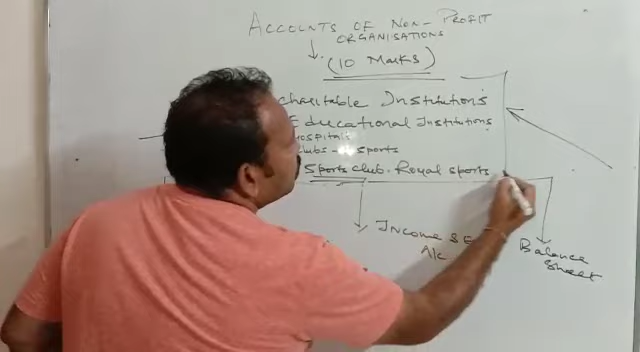 ACCOUNTS OF NON-PROFIT
ORGANISATIONS
(10 Marks)
charitable Institutions
Educational Institutions
Hospitals
clubs - sports
Sports club. Royal sports
Income & E
A/c
Balance
Sheet